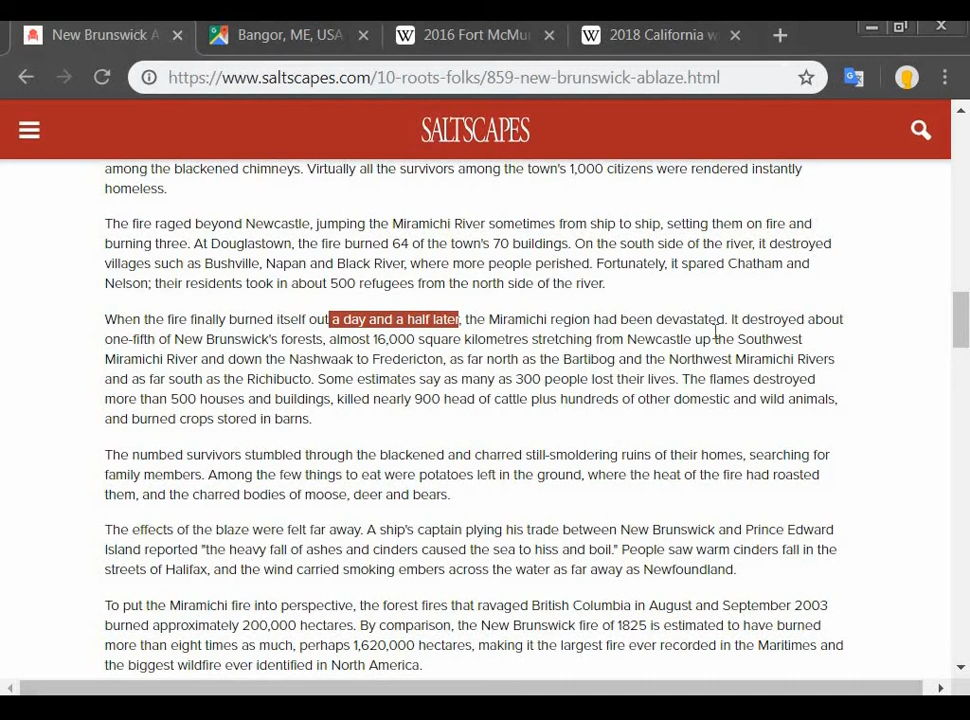 New Brunswick A
Bangor, ME, USA
2016 Fort McMu
2018 California w
https://www.saltscapes.com/10-roots-folks/859-new-brunswick-ablaze.html
SALTSCAPES
among the blackened chimneys. Virtually all the survivors among the town's 1,000 citizens were rendered instantly
homeless.
The fire raged beyond Newcastle, jumping the Miramichi River sometimes from ship to ship, setting them on fire and
burning three. At Douglastown, the fire burned 64 of the town's 70 buildings. On the south side of the river, it destroyed
villages such as Bushville, Napan and Black River, where more people perished. Fortunately, it spared Chatham and
Nelson; their residents took in about 500 refugees from the north side of the river.
When the fire finally burned itself out a day and a half later, the Miramichi region had been devastated. It destroyed about
one-fifth of New Brunswick's forests, almost 16,000 square kilometres stretching from Newcastle up the Southwest
Miramichi River and down the Nashwaak to Fredericton, as far north as the Bartibog and the Northwest Miramichi Rivers
and as far south as the Richibucto. Some estimates say as many as 300 people lost their lives. The flames destroyed
more than 500 houses and buildings, killed nearly 900 head of cattle plus hundreds of other domestic and wild animals,
and burned crops stored in barns.
The numbed survivors stumbled through the blackened and charred still-smoldering ruins of their homes, searching for
family members. Among the few things to eat were potatoes left in the ground, where the heat of the fire had roasted
them, and the charred bodies of moose, deer and bears.
The effects of the blaze were felt far away. A ship's captain plying his trade between New Brunswick and Prince Edward
Island reported "the heavy fall of ashes and cinders caused the sea to hiss and boil." People saw warm cinders fall in the
streets of Halifax, and the wind carried smoking embers across the water as far away as Newfoundland.
To put the Miramichi fire into perspective, the forest fires that ravaged British Columbia in August and September 2003
burned approximately 200,000 hectares. By comparison, the New Brunswick fire of 1825 is estimated to have burned
more than eight times as much, perhaps 1,620,000 hectares, making it the largest fire ever recorded in the Maritimes and
the biggest wildfire ever identified in North America.